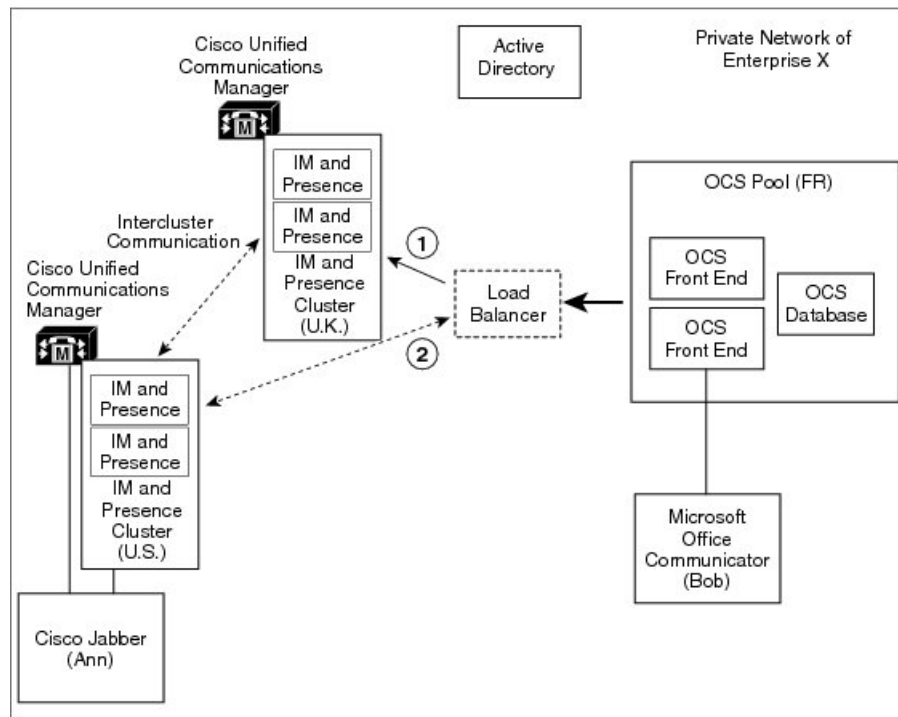 Cisco Unified
Communications
Manager
M
Active
Directory
Private Network of
Enterprise X
IM and
Presence
IM and
Presence
IM and
Presence
Cluster
(U.K.)
Intercluster
Communication
1
Load
Balancer
2
OCS Pool (FR)
OCS
Front End
OCS
Front End
OCS
Database
Cisco Unified
Communications
Manager
M
IM and
Presence
IM and
Presence
IM and
Presence
Cluster
(U.S.)
Cisco Jabber
(Ann)
Microsoft
Office
Communicator
(Bob)